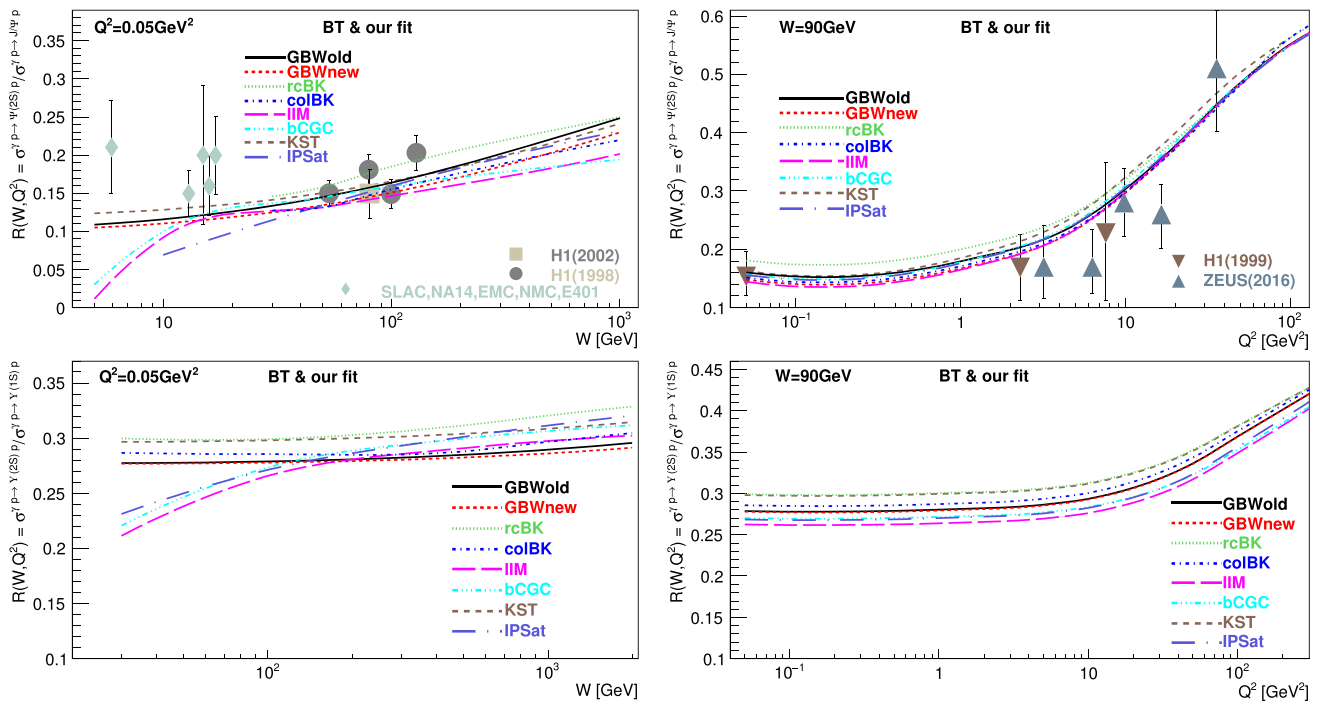 Q²=0.05GeV²
BT & our fit
GBWold
GBWnew
rcBK
colBK
IIM
bCGC
KST
IPSat
H1(2002)
H1(1998)
SLAC,NA14,EMC,NMC,E401
0.35
0.3
0.25
0.2
0.15
0.1
0.05
0
10
10²
10³
W [GeV]
R(W,Q²) = σ^γ p→ Ψ(2S) p/σ^γ p→ J/Ψ p
W=90GeV
BT & our fit
GBWold
GBWnew
rcBK
colBK
IIM
bCGC
KST
IPSat
H1(1999)
ZEUS(2016)
0.6
0.5
0.4
0.3
0.2
0.1
10⁻¹
1
10
10²
Q² [GeV²]
R(W,Q²) = σ^γ p→ Ψ(2S) p/σ^γ p→ J/Ψ p
Q²=0.05GeV²
BT & our fit
GBWold
GBWnew
rcBK
colBK
IIM
bCGC
KST
IPSat
0.35
0.3
0.25
0.2
0.15
0.1
10²
10³
W [GeV]
R(W,Q²) = σ^γ p→ Υ(2S) p/σ^γ p→ Υ(1S) p
W=90GeV
BT & our fit
GBWold
GBWnew
rcBK
colBK
IIM
bCGC
KST
IPSat
0.45
0.4
0.35
0.3
0.25
0.2
0.15
0.1
10⁻¹
1
10
10²
Q² [GeV²]
R(W,Q²) = σ^γ p→ Υ(2S) p/σ^γ p→ Υ(1S) p